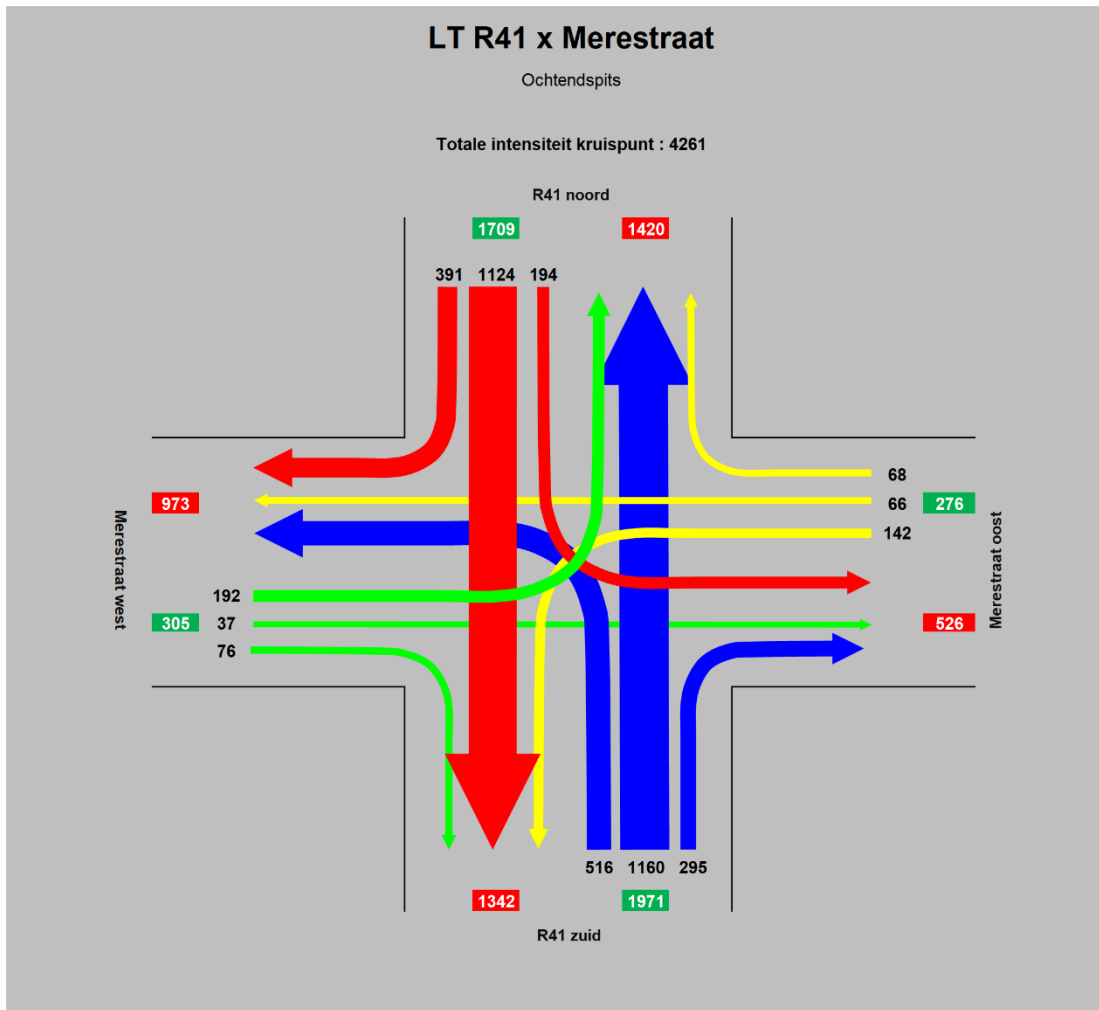 LT R41 x Merestraat
Ochtendspits
Totale intensiteit kruispunt : 4261
R41 noord
1709 1420
391 1124 194
68
973 66 276
142
Merestraat west
Merestraat oost
192
305 37 526
76
516 1160 295
1342 1971
R41 zuid